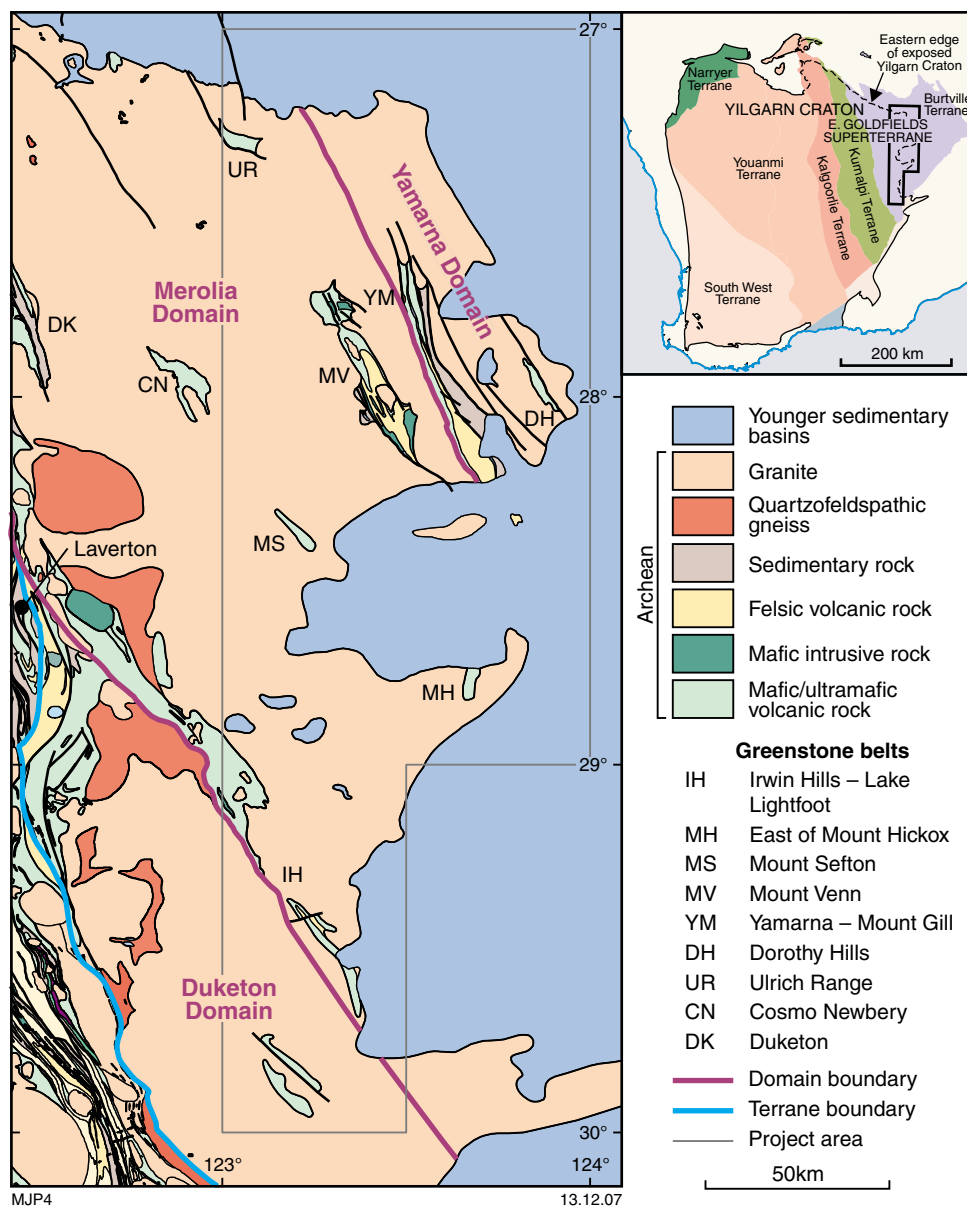 27°
UR
Yamarna Domain
Merolia
Domain
YM
DK
CN
MV
DH
28°
MS
Laverton
MH
29°
IH
Duketon
Domain
30°
123°
124°
MJP4
13.12.07
Narryer
Terrane
Eastern edge
of exposed
Yilgarn Craton
YILGARN CRATON
Burtville
Terrane
E. GOLDFIELDS
SUPERTERRANE
Youanmi
Terrane
Kalgoorlie Terrane
Kurnalpi Terrane
South West
Terrane
200 km
Younger sedimentary
basins
Archean
Granite
Quartzofeldspathic
gneiss
Sedimentary rock
Felsic volcanic rock
Mafic intrusive rock
Mafic/ultramafic
volcanic rock
Greenstone belts
IH Irwin Hills – Lake
Lightfoot
MH East of Mount Hickox
MS Mount Sefton
MV Mount Venn
YM Yamarna – Mount Gill
DH Dorothy Hills
UR Ulrich Range
CN Cosmo Newbery
DK Duketon
Domain boundary
Terrane boundary
Project area
50km